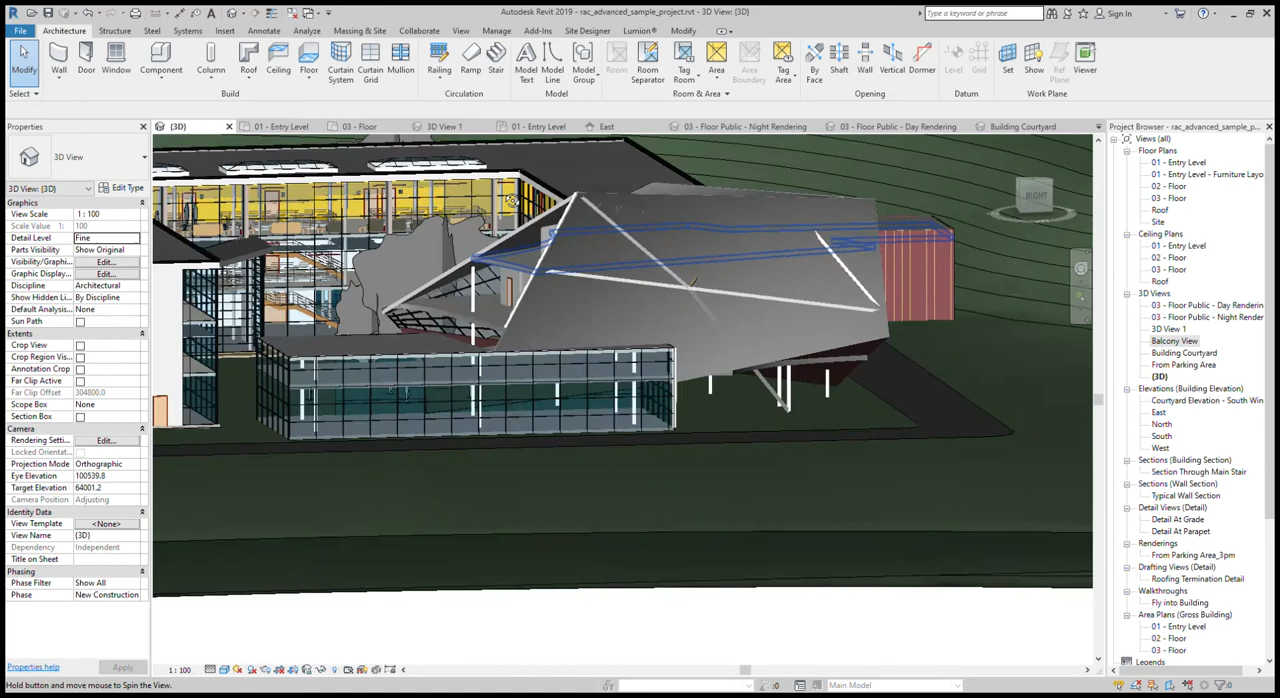 Autodesk Revit 2019 - rac_advanced_sample_project.rvt - 3D View: {3D}
Type a keyword or phrase
Sign In
File Architecture Structure Steel Systems Insert Annotate Analyze Massing & Site Collaborate View Manage Add-Ins Site Designer Lumion® Modify
Modify Wall Door Window Component Column Roof Ceiling Floor Curtain System Curtain Grid Mullion Railing Ramp Stair Model Text Model Line Model Group Room Room Separator Tag Room Area Area Boundary Tag Area By Face Shaft Wall Vertical Dormer Level Grid Set Show Ref Plane Viewer
Select Build Circulation Model Room & Area Opening Datum Work Plane
Properties
{3D} 01 - Entry Level 03 - Floor 3D View 1 01 - Entry Level East 03 - Floor Public - Night Rendering 03 - Floor Public - Day Rendering Building Courtyard
Project Browser - rac_advanced_sample_p...
3D View
3D View: {3D} Edit Type
Graphics
View Scale 1 : 100
Scale Value 1: 100
Detail Level Fine
Parts Visibility Show Original
Visibility/Graphi... Edit...
Graphic Display... Edit...
Discipline Architectural
Show Hidden Li... By Discipline
Default Analysis... None
Sun Path
Extents
Crop View
Crop Region Vis...
Annotation Crop
Far Clip Active
Far Clip Offset 304800.0
Scope Box None
Section Box
Camera
Rendering Setti... Edit...
Locked Orientat...
Projection Mode Orthographic
Eye Elevation 100539.8
Target Elevation 64001.2
Camera Position Adjusting
Identity Data
View Template <None>
View Name {3D}
Dependency Independent
Title on Sheet
Phasing
Phase Filter Show All
Phase New Construction
Properties help Apply
RIGHT
Views (all)
Floor Plans
01 - Entry Level
01 - Entry Level - Furniture Layo
02 - Floor
03 - Floor
Roof
Site
Ceiling Plans
01 - Entry Level
02 - Floor
03 - Floor
Roof
3D Views
03 - Floor Public - Day Renderin
03 - Floor Public - Night Render
3D View 1
Balcony View
Building Courtyard
From Parking Area
{3D}
Elevations (Building Elevation)
Courtyard Elevation - South Win
East
North
South
West
Sections (Building Section)
Section Through Main Stair
Sections (Wall Section)
Typical Wall Section
Detail Views (Detail)
Detail At Grade
Detail At Parapet
Renderings
From Parking Area_3pm
Drafting Views (Detail)
Roofing Termination Detail
Walkthroughs
Fly into Building
Area Plans (Gross Building)
01 - Entry Level
02 - Floor
03 - Floor
Legends
1 : 100
Hold button and move mouse to Spin the View.
:0 Main Model :0